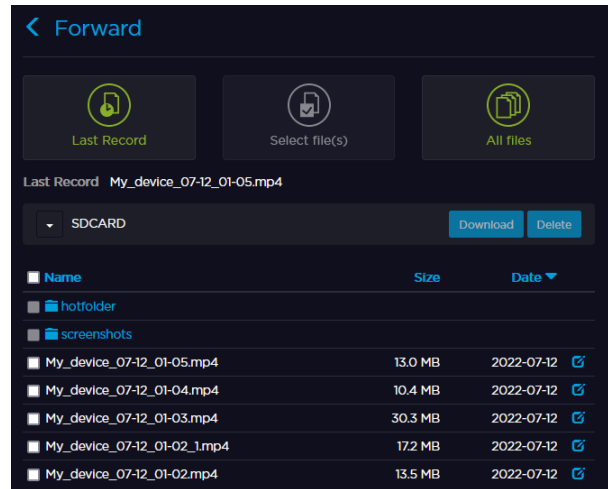 Forward
Last Record Select file(s) All files
Last Record My_device_07-12_01-05.mp4
SDCARD Download Delete
Name Size Date
hotfolder
screenshots
My_device_07-12_01-05.mp4 13.0 MB 2022-07-12
My_device_07-12_01-04.mp4 10.4 MB 2022-07-12
My_device_07-12_01-03.mp4 30.3 MB 2022-07-12
My_device_07-12_01-02_1.mp4 17.2 MB 2022-07-12
My_device_07-12_01-02.mp4 13.5 MB 2022-07-12